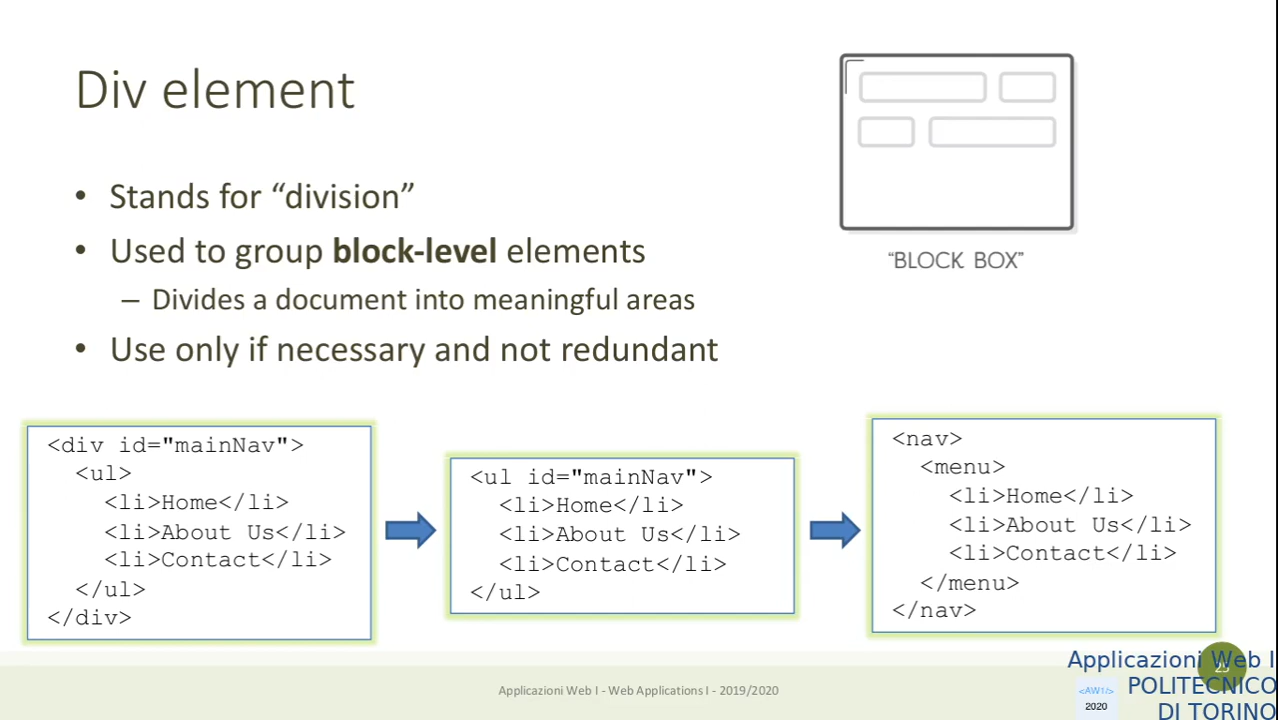 Div element
• Stands for “division”
• Used to group block-level elements
– Divides a document into meaningful areas
• Use only if necessary and not redundant
“BLOCK BOX”
<div id="mainNav">
<ul>
<li>Home</li>
<li>About Us</li>
<li>Contact</li>
</ul>
</div>
<ul id="mainNav">
<li>Home</li>
<li>About Us</li>
<li>Contact</li>
</ul>
<nav>
<menu>
<li>Home</li>
<li>About Us</li>
<li>Contact</li>
</menu>
</nav>
Applicazioni Web I - Web Applications I - 2019/2020
<AW1/>
2020
Applicazioni Web I
POLITECNICO
DI TORINO